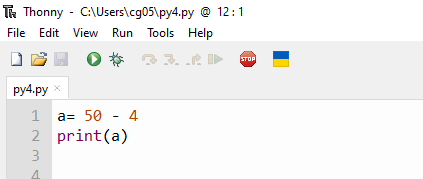 Thonny - C:\Users\cg05\py4.py @ 12:1
File Edit View Run Tools Help
STOP
py4.py ×
1 a= 50 - 4
2 print(a)
3
4